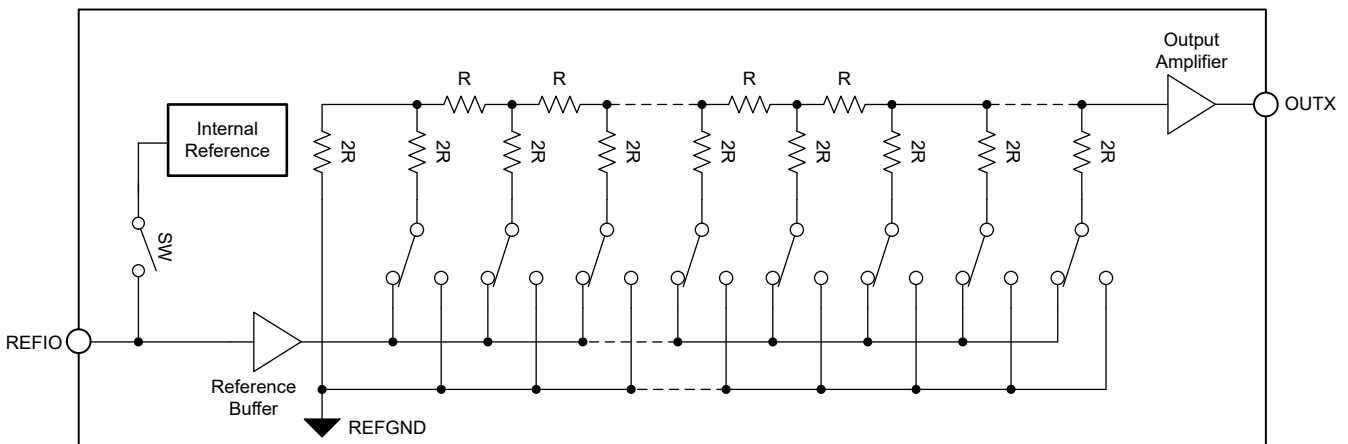 Output
Amplifier
R
R
R
R
OUTX
Internal
Reference
2R
2R
2R
2R
2R
2R
2R
2R
2R
SW
REFIO
Reference
Buffer
REFGND